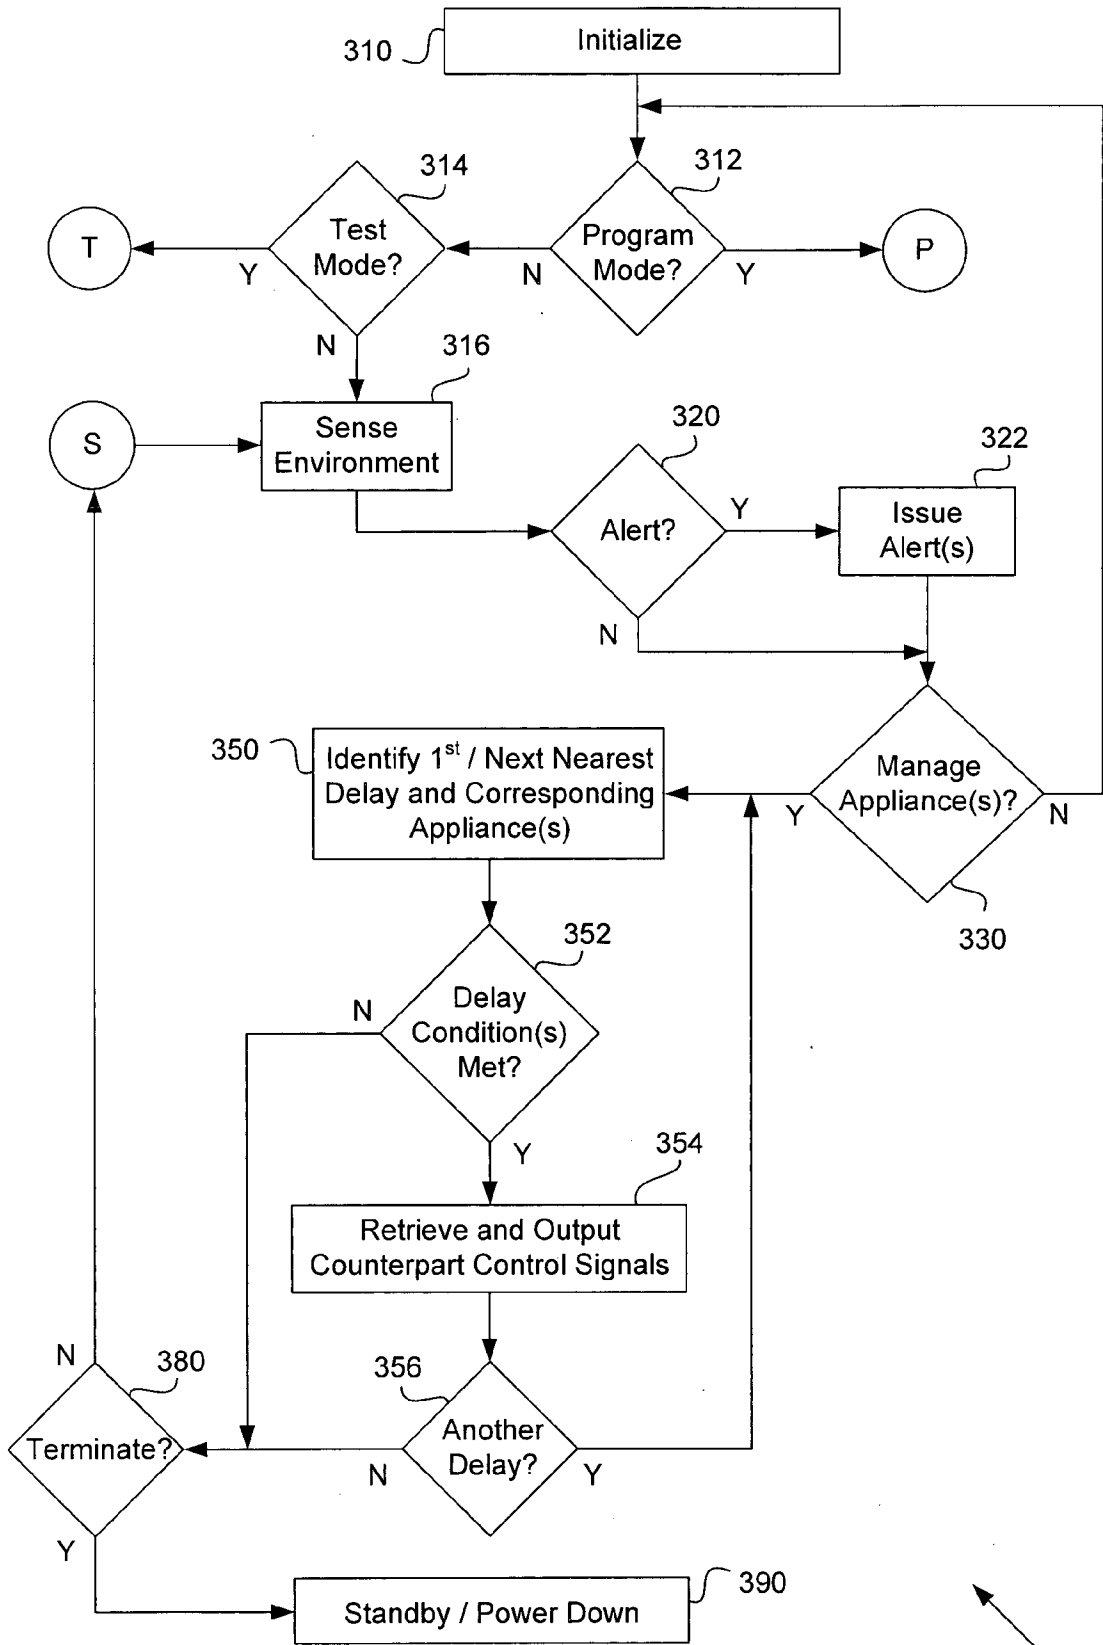 310
Initialize
314
312
T
Test
Mode?
Program
Mode?
P
Y
N
Y
N
316
S
Sense
Environment
320
322
Alert?
Y
Issue
Alert(s)
N
350
Identify 1st / Next Nearest
Delay and Corresponding
Appliance(s)
Manage
Appliance(s)?
Y
N
330
352
N
Delay
Condition(s)
Met?
Y
354
Retrieve and Output
Counterpart Control Signals
N
380
356
Terminate?
Another
Delay?
N
Y
Y
390
Standby / Power Down